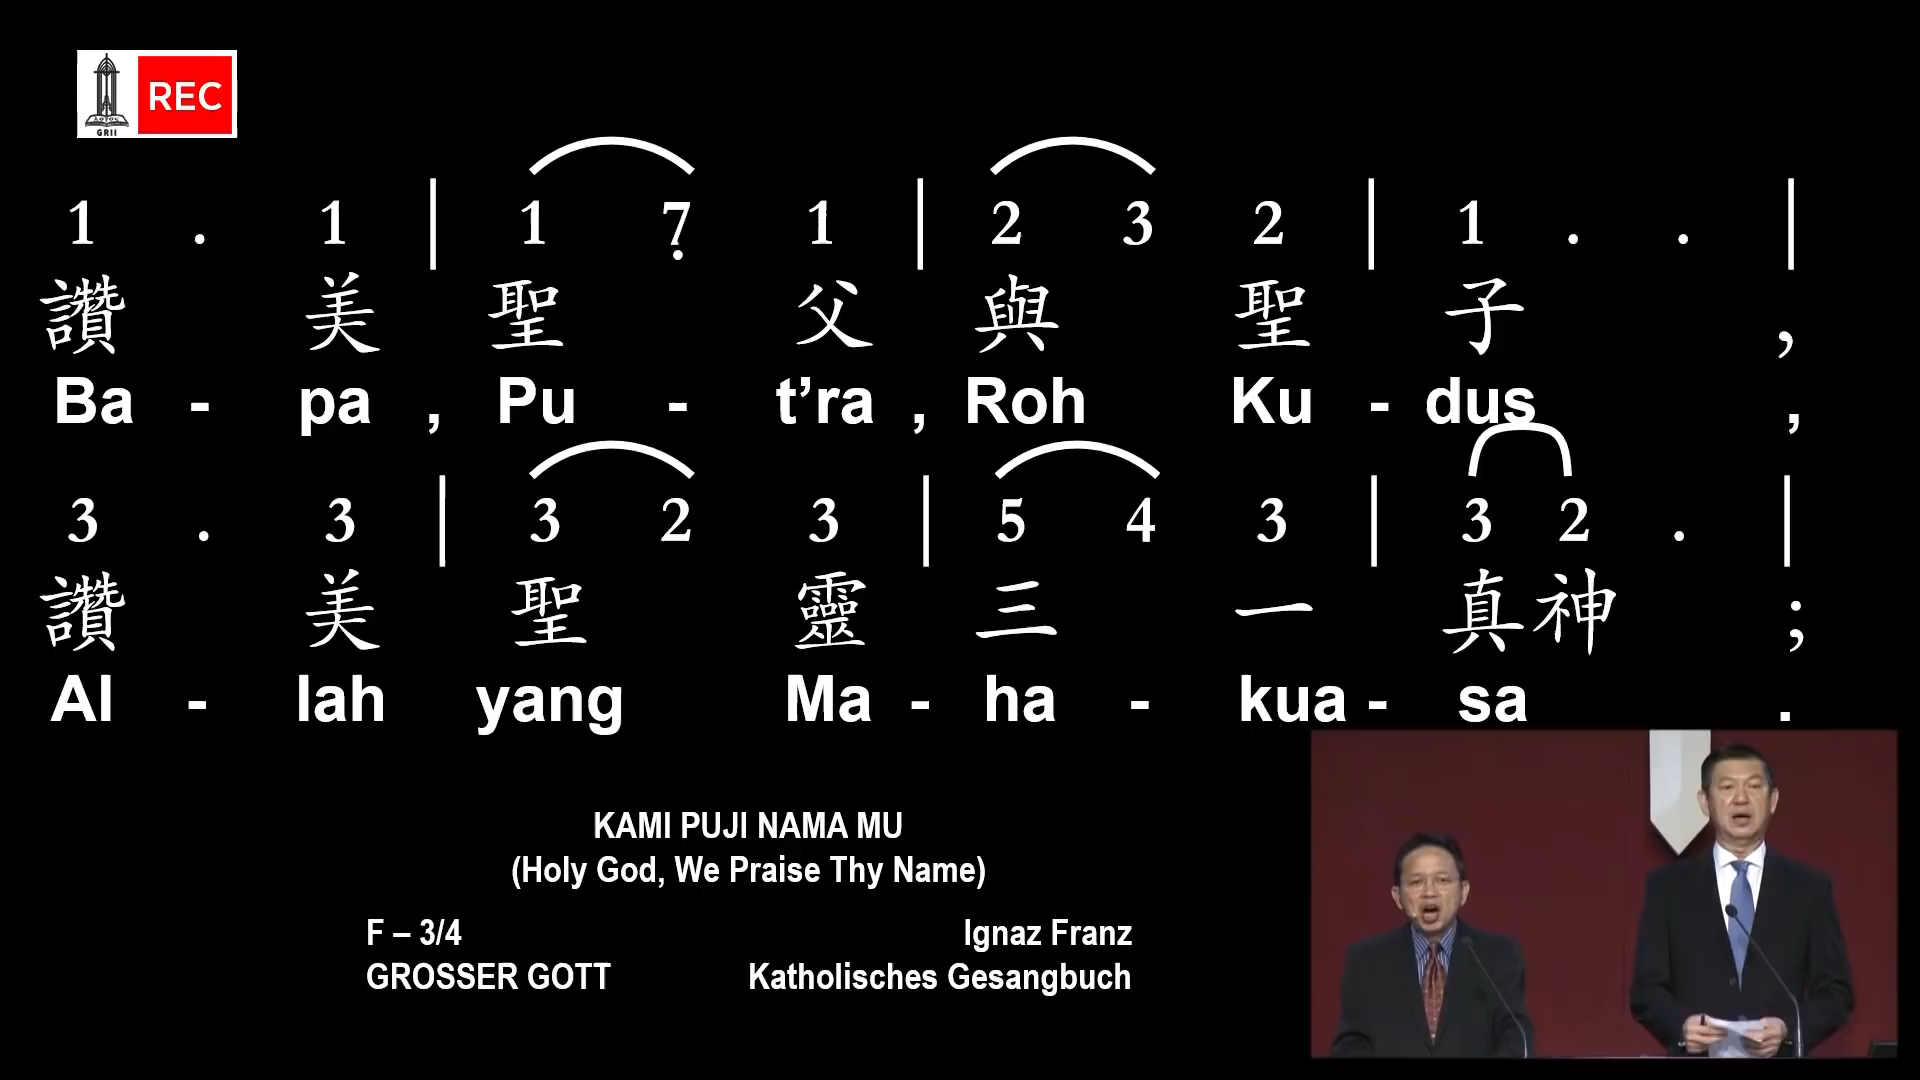 GRII REC
1 . 1 | 1 7̣ 1 | 2 3 2 | 1 . . |
讚 美 聖 父 與 聖 子 ，
Ba - pa , Pu - t’ra , Roh Ku - dus ,
3 . 3 | 3 2 3 | 5 4 3 | 3 2 . |
讚 美 聖 靈 三 一 真 神 ；
Al - lah yang Ma - ha - kua - sa .
KAMI PUJI NAMA MU
(Holy God, We Praise Thy Name)
F – 3/4 Ignaz Franz
GROSSER GOTT Katholisches Gesangbuch